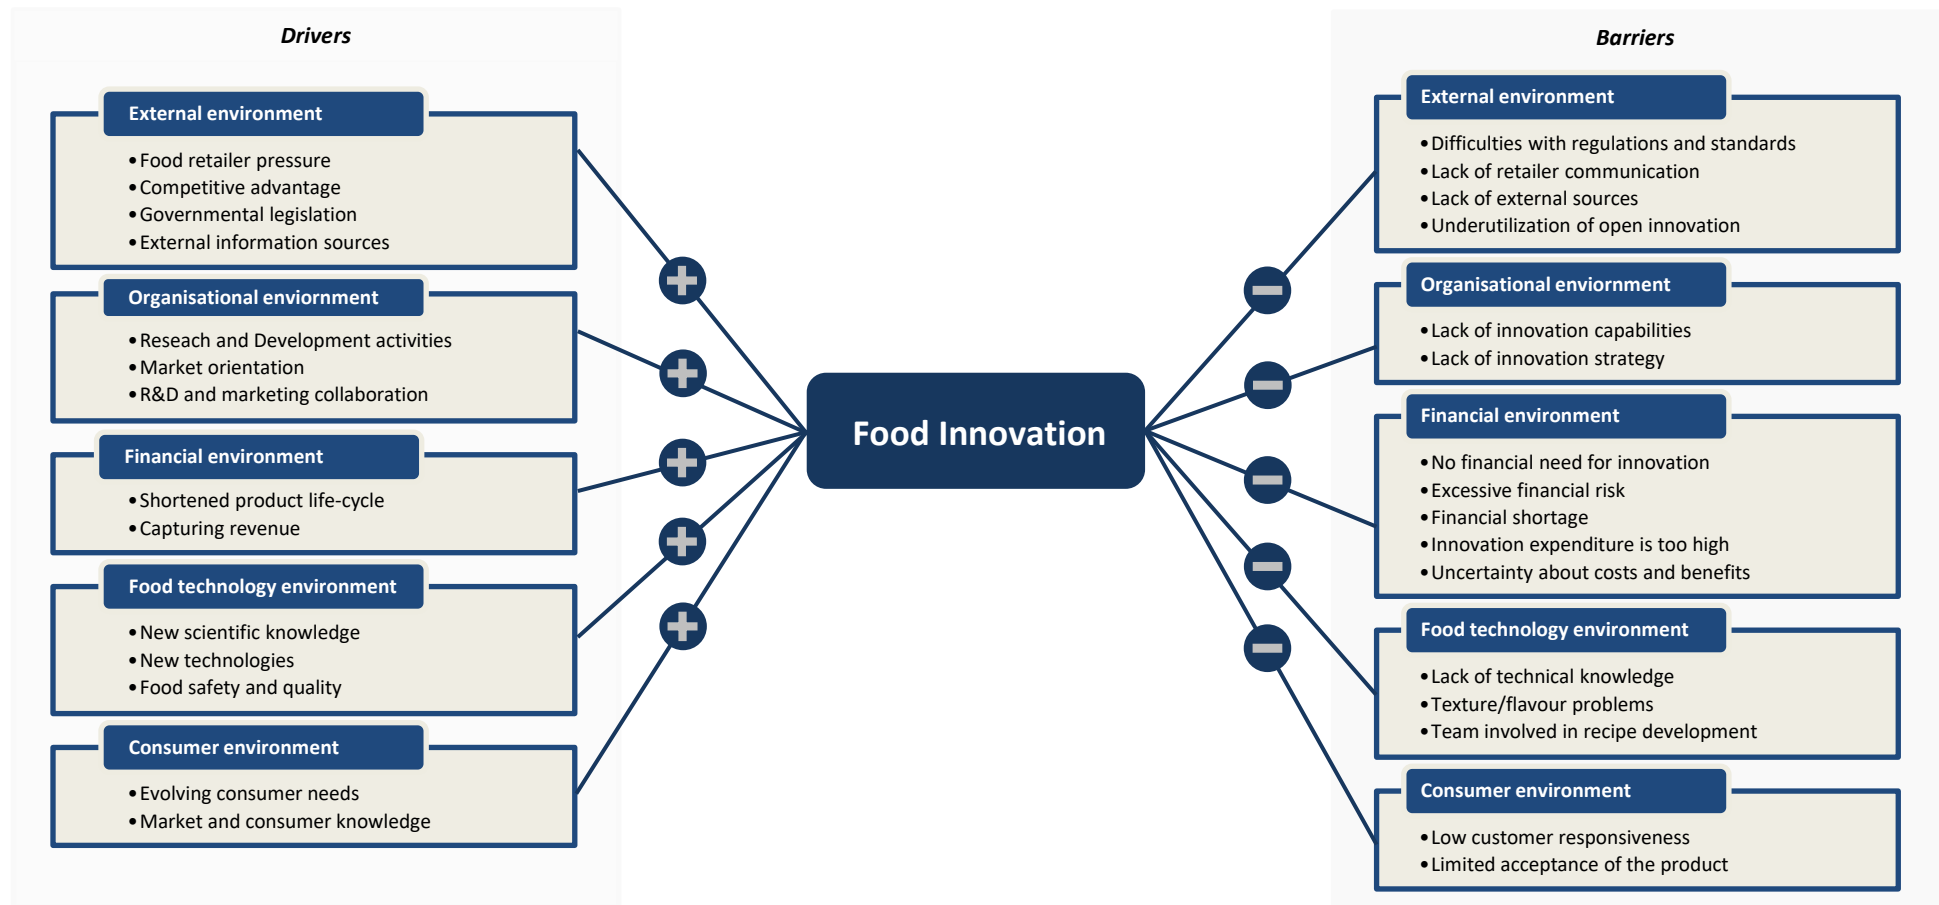 Drivers
External environment
•Food retailer pressure
•Competitive advantage
•Governmental legislation
•External information sources
Organisational enviornment
•Reseach and Development activities
•Market orientation
•R&D and marketing collaboration
Financial environment
•Shortened product life-cycle
•Capturing revenue
Food technology environment
•New scientific knowledge
•New technologies
•Food safety and quality
Consumer environment
•Evolving consumer needs
•Market and consumer knowledge
Food Innovation
Barriers
External environment
•Difficulties with regulations and standards
•Lack of retailer communication
•Lack of external sources
•Underutilization of open innovation
Organisational enviornment
•Lack of innovation capabilities
•Lack of innovation strategy
Financial environment
•No financial need for innovation
•Excessive financial risk
•Financial shortage
•Innovation expenditure is too high
•Uncertainty about costs and benefits
Food technology environment
•Lack of technical knowledge
•Texture/flavour problems
•Team involved in recipe development
Consumer environment
•Low customer responsiveness
•Limited acceptance of the product